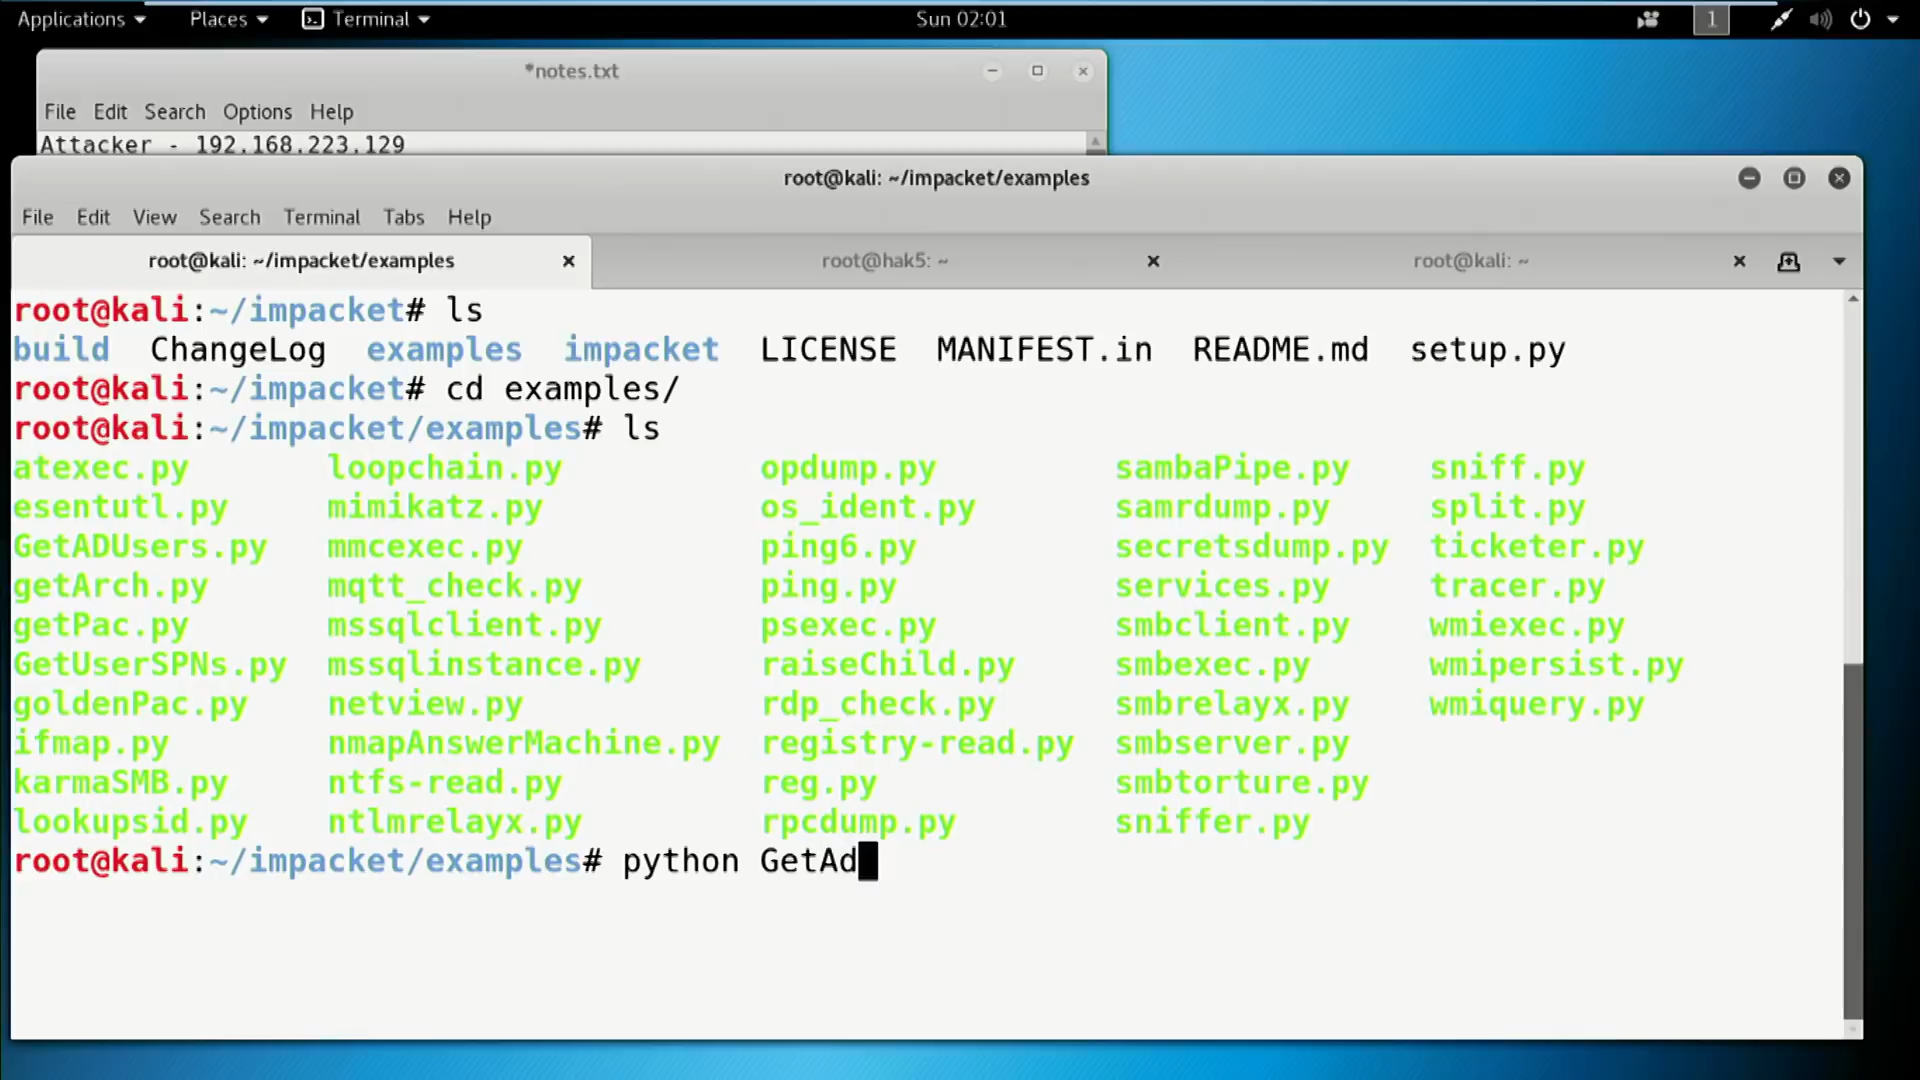 Applications Places Terminal Sun 02:01 1
*notes.txt
File Edit Search Options Help
Attacker - 192.168.223.129
root@kali: ~/impacket/examples
File Edit View Search Terminal Tabs Help
root@kali: ~/impacket/examples root@hak5: ~ root@kali: ~
root@kali:~/impacket# ls
build ChangeLog examples impacket LICENSE MANIFEST.in README.md setup.py
root@kali:~/impacket# cd examples/
root@kali:~/impacket/examples# ls
atexec.py loopchain.py opdump.py sambaPipe.py sniff.py
esentutl.py mimikatz.py os_ident.py samrdump.py split.py
GetADUsers.py mmcexec.py ping6.py secretsdump.py ticketer.py
getArch.py mqtt_check.py ping.py services.py tracer.py
getPac.py mssqlclient.py psexec.py smbclient.py wmiexec.py
GetUserSPNs.py mssqlinstance.py raiseChild.py smbexec.py wmipersist.py
goldenPac.py netview.py rdp_check.py smbrelayx.py wmiquery.py
ifmap.py nmapAnswerMachine.py registry-read.py smbserver.py
karmaSMB.py ntfs-read.py reg.py smbtorture.py
lookupsid.py ntlmrelayx.py rpcdump.py sniffer.py
root@kali:~/impacket/examples# python GetAd